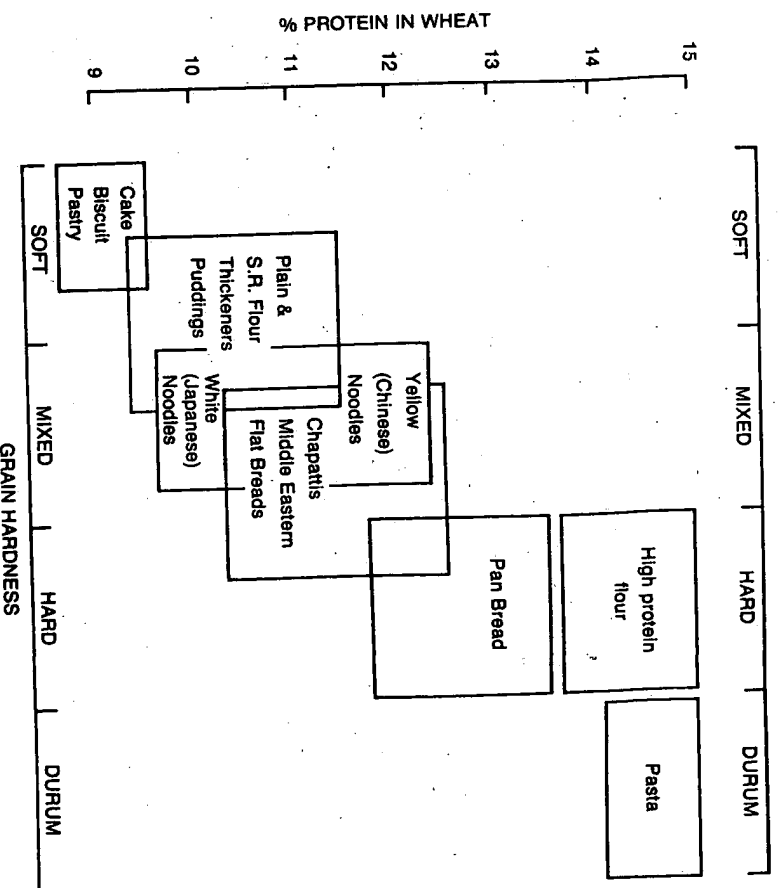 % PROTEIN IN WHEAT
15
14
13
12
11
10
9
SOFT
MIXED
HARD
DURUM
High protein
flour
Pasta
Pan Bread
Yellow
(Chinese)
Noodles
Chapattis
Middle Eastern
Flat Breads
Plain &
S.R. Flour
Thickeners
Puddings
White
(Japanese)
Noodles
Cake
Biscuit
Pastry
SOFT
MIXED
HARD
DURUM
GRAIN HARDNESS